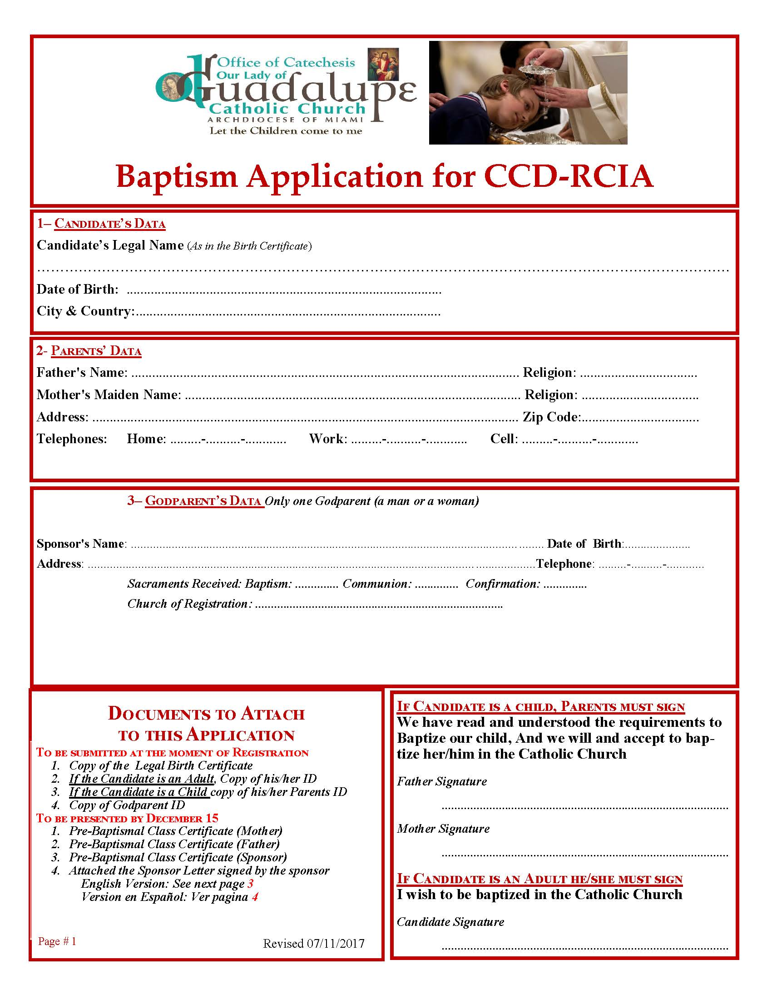 Office of Catechesis
Our Lady of
Guadalupe
Catholic Church
ARCHDIOCESE OF MIAMI
Let the Children come to me
Baptism Application for CCD-RCIA
1– CANDIDATE’S DATA
Candidate’s Legal Name (As in the Birth Certificate)
Date of Birth:
City & Country:
2- PARENTS’ DATA
Father's Name: Religion:
Mother's Maiden Name: Religion:
Address: Zip Code:
Telephones: Home: - - Work: - - Cell: - -
3– GODPARENT’S DATA Only one Godparent (a man or a woman)
Sponsor's Name: Date of Birth:
Address: Telephone: - -
Sacraments Received: Baptism: Communion: Confirmation:
Church of Registration:
DOCUMENTS TO ATTACH
TO THIS APPLICATION
TO BE SUBMITTED AT THE MOMENT OF REGISTRATION
1. Copy of the Legal Birth Certificate
2. If the Candidate is an Adult, Copy of his/her ID
3. If the Candidate is a Child copy of his/her Parents ID
4. Copy of Godparent ID
TO BE PRESENTED BY DECEMBER 15
1. Pre-Baptismal Class Certificate (Mother)
2. Pre-Baptismal Class Certificate (Father)
3. Pre-Baptismal Class Certificate (Sponsor)
4. Attached the Sponsor Letter signed by the sponsor
English Version: See next page 3
Version en Español: Ver pagina 4
Page # 1 Revised 07/11/2017
IF CANDIDATE IS A CHILD, PARENTS MUST SIGN
We have read and understood the requirements to
Baptize our child, And we will and accept to bap-
tize her/him in the Catholic Church
Father Signature
Mother Signature
IF CANDIDATE IS AN ADULT HE/SHE MUST SIGN
I wish to be baptized in the Catholic Church
Candidate Signature